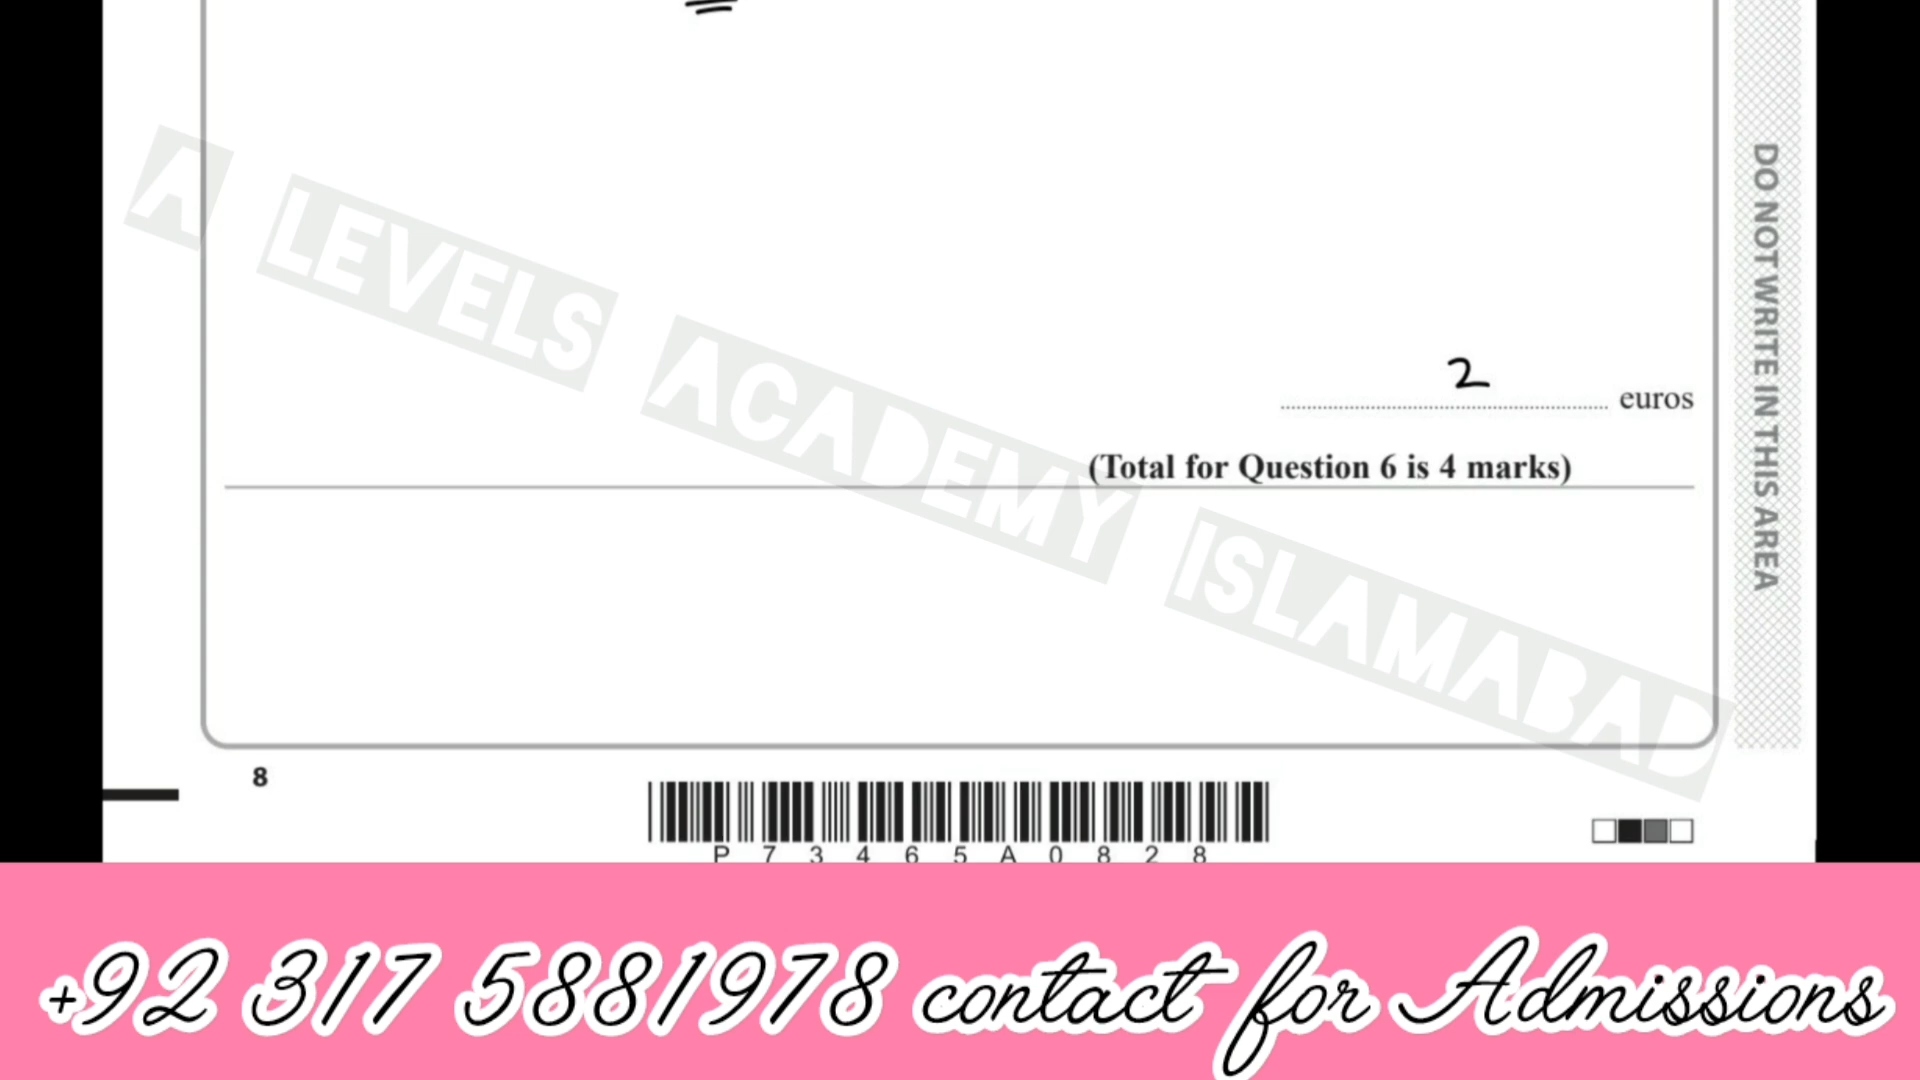 A LEVELS ACADEMY ISLAMABAD
2 euros
(Total for Question 6 is 4 marks)
DO NOT WRITE IN THIS AREA
8
P 7 3 4 6 5 A 0 8 2 8
+92 317 5881978 contact for Admissions